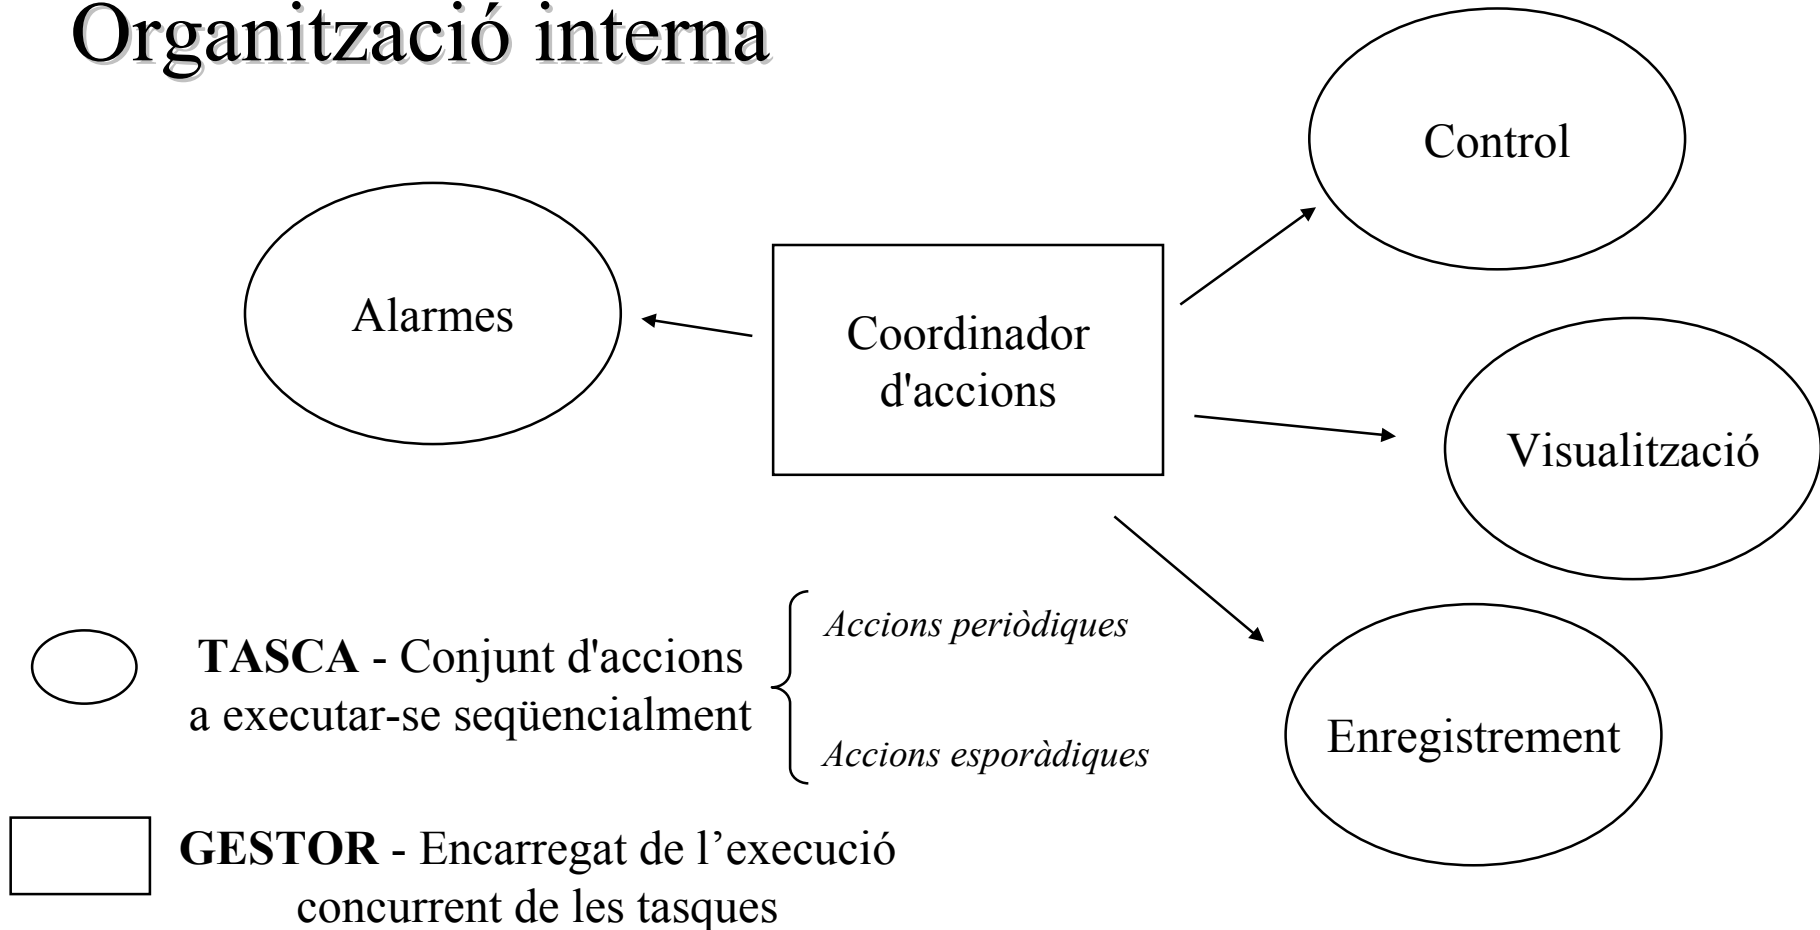 Organització interna
Control
Alarmes
Coordinador
d'accions
Visualització
Accions periòdiques
TASCA - Conjunt d'accions
a executar-se seqüencialment
Accions esporàdiques
Enregistrement
GESTOR - Encarregat de l’execució
concurrent de les tasques